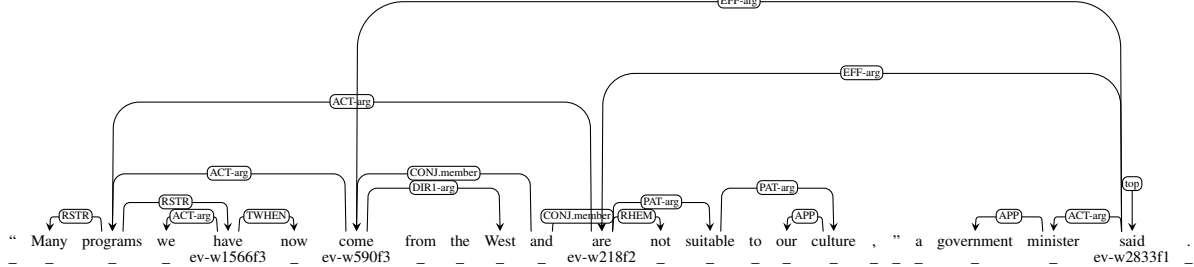 EFF-arg
EFF-arg
ACT-arg
ACT-arg CONJ.member
DIR1-arg PAT-arg top
RSTR PAT-arg
RSTR ACT-arg TWHEN CONJ.member RHEM APP APP ACT-arg
“ Many programs we have now come from the West and are not suitable to our culture , ” a government minister said .
_ _ _ _ ev-w1566f3 _ ev-w590f3 _ _ _ _ ev-w218f2 _ _ _ _ _ _ _ _ _ _ ev-w2833f1 _